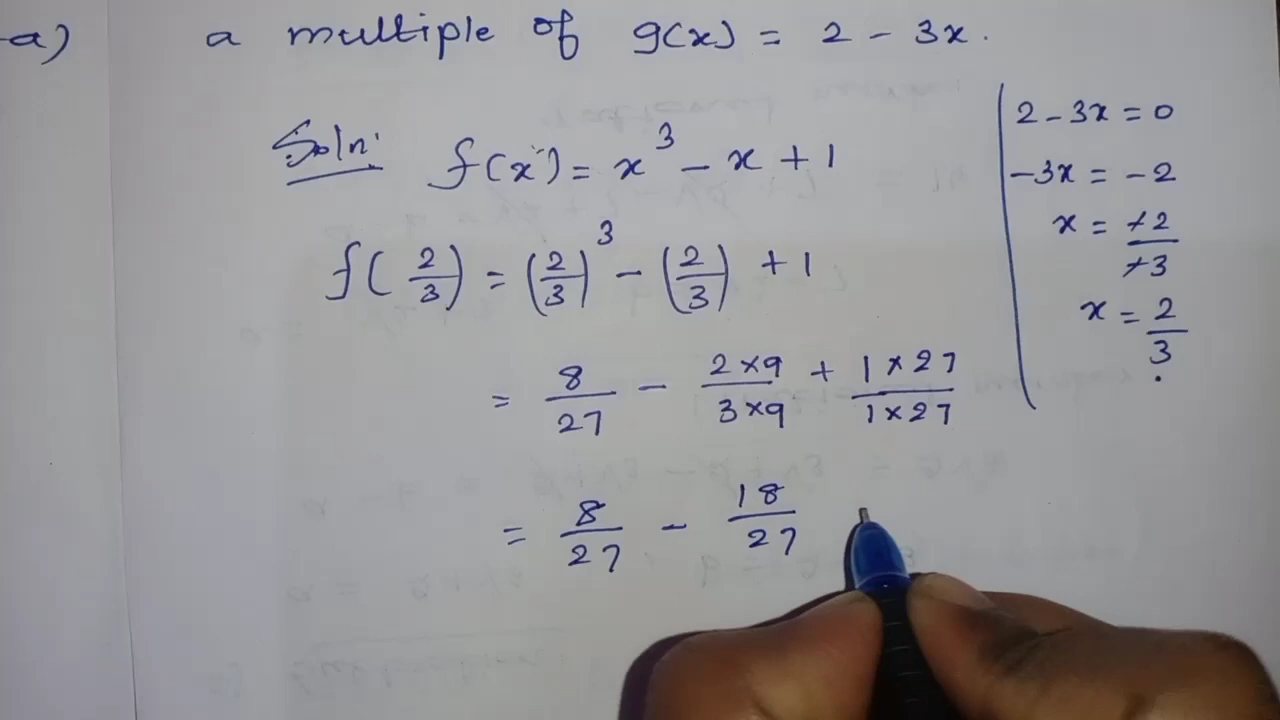 a) a multiple of g(x) = 2 - 3x.
Soln: f(x) = x³ - x + 1
f(2/3) = (2/3)³ - (2/3) + 1
= 8/27 - 2×9/3×9 + 1×27/1×27
= 8/27 - 18/27
2 - 3x = 0
-3x = -2
x = -2/-3
x = 2/3.